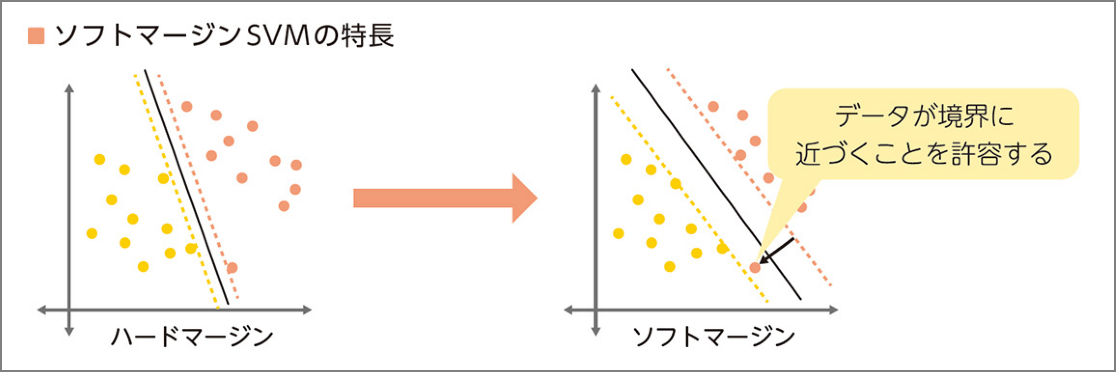 ソフトマージンSVMの特長
データが境界に
近づくことを許容する
ハードマージン
ソフトマージン